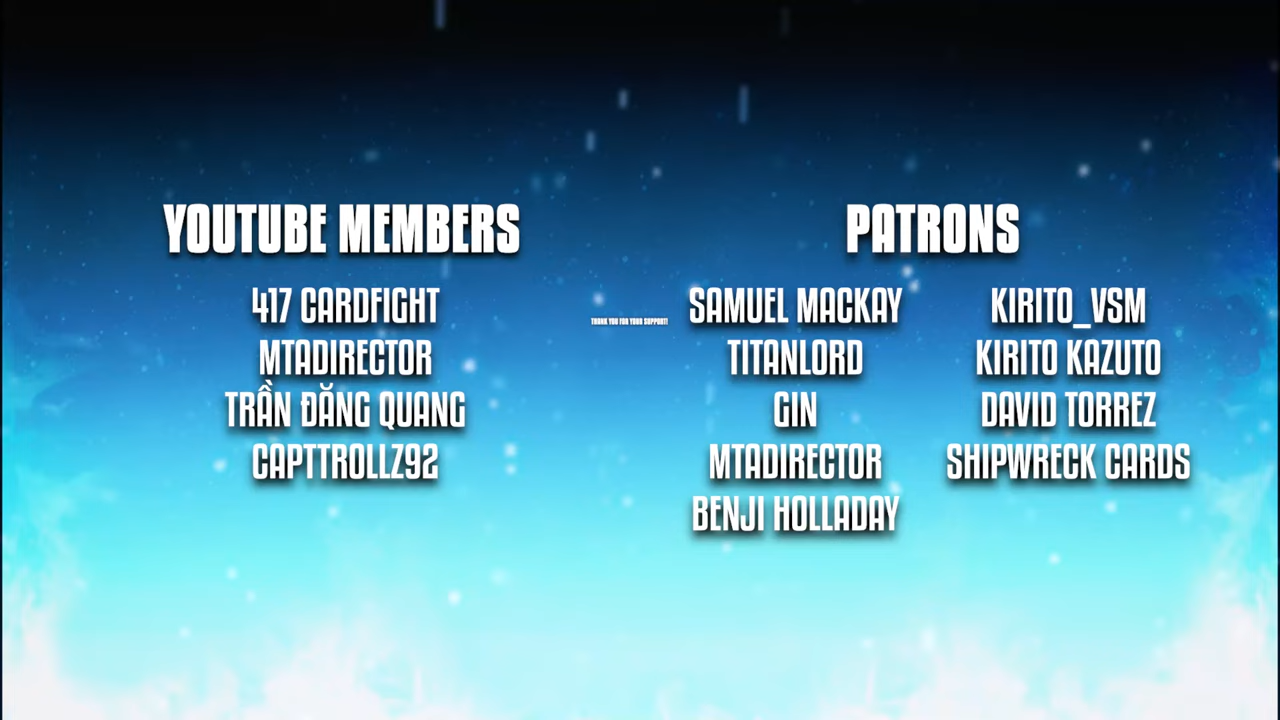 YOUTUBE MEMBERS
417 CARDFIGHT
MTADIRECTOR
TRẦN ĐĂNG QUANG
CAPTTROLLZ92
THANK YOU FOR YOUR SUPPORT!
PATRONS
SAMUEL MACKAY
TITANLORD
GIN
MTADIRECTOR
BENJI HOLLADAY
KIRITO_VSM
KIRITO KAZUTO
DAVID TORREZ
SHIPWRECK CARDS